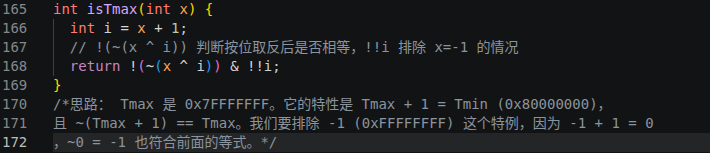 165 int isTmax(int x) {
166   int i = x + 1;
167   // !(~(x ^ i)) 判断按位取反后是否相等，!!i 排除 x=-1 的情况
168   return !(~(x ^ i)) & !!i;
169 }
170 /*思路： Tmax 是 0x7FFFFFFF。它的特性是 Tmax + 1 = Tmin (0x80000000)，
171 且 ~(Tmax + 1) == Tmax。我们要排除 -1 (0xFFFFFFFF) 这个特例，因为 -1 + 1 = 0
172 ，~0 = -1 也符合前面的等式。*/